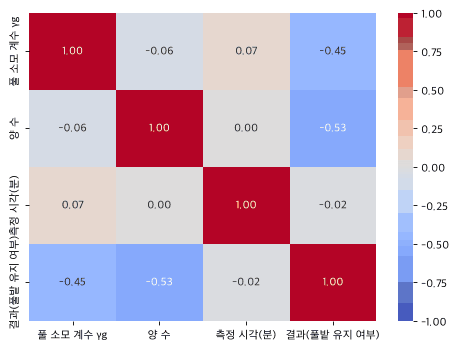 풀 소모 계수 yg
양 수
측정 시각(분)
결과(풀밭 유지 여부)
1.00 -0.06 0.07 -0.45
-0.06 1.00 0.00 -0.53
0.07 0.00 1.00 -0.02
-0.45 -0.53 -0.02 1.00
풀 소모 계수 yg 양 수 측정 시각(분) 결과(풀밭 유지 여부)
1.00
0.75
0.50
0.25
0.00
-0.25
-0.50
-0.75
-1.00